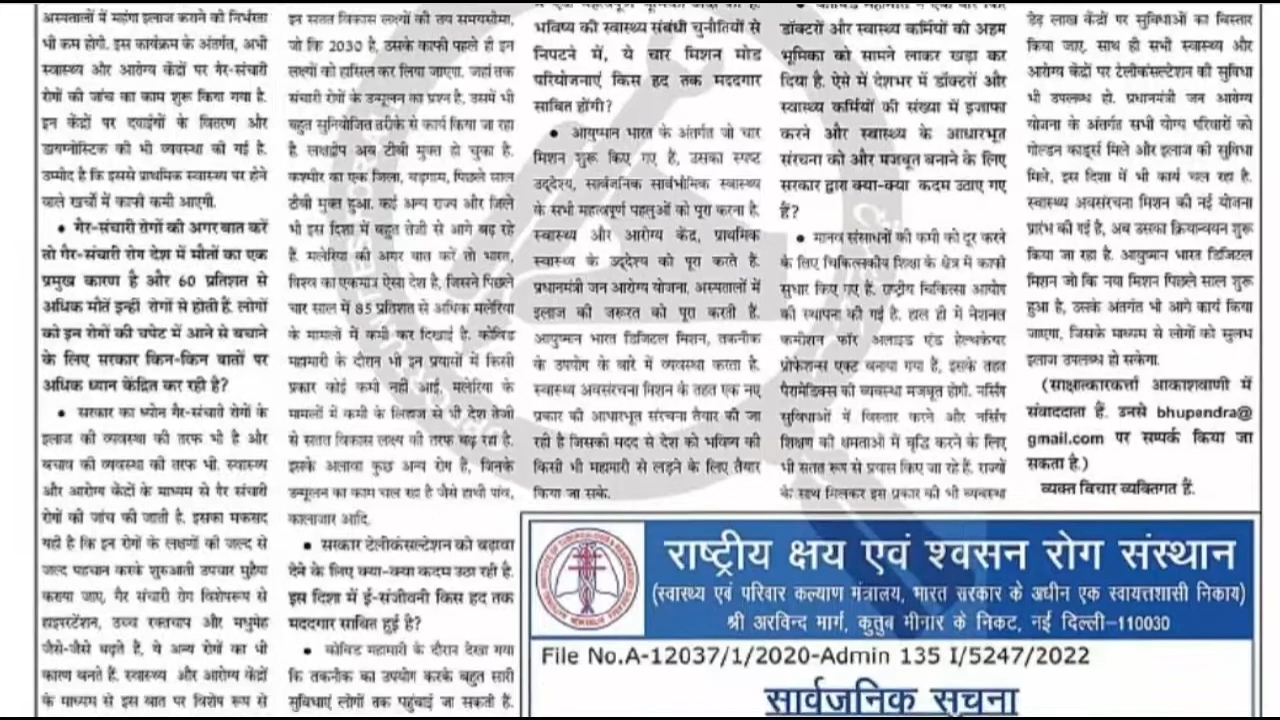 अस्पतालों में महंगा इलाज कराने की निर्भरता
भी कम होगी. इस कार्यक्रम के अंतर्गत, अभी
स्वास्थ्य और आरोग्य केंद्रों पर गैर-संचारी
रोगों की जांच का काम शुरू किया गया है.
इन केंद्रों पर दवाईयों के वितरण और
डायग्नोस्टिक की भी व्यवस्था की गई है.
उम्मीद है कि इससे प्राथमिक स्वास्थ्य पर होने
वाले खर्चों में काफी कमी आएगी.
• गैर-संचारी रोगों की अगर बात करें
तो गैर-संचारी रोग देश में मौतों का एक
प्रमुख कारण है और 60 प्रतिशत से
अधिक मौतें इन्हीं रोगों से होती हैं. लोगों
को इन रोगों की चपेट में आने से बचाने
के लिए सरकार किन-किन बातों पर
अधिक ध्यान केंद्रित कर रही है?
• सरकार का ध्यान गैर-संचारी रोगों के
इलाज की व्यवस्था की तरफ भी है और
बचाव की व्यवस्था की तरफ भी. स्वास्थ्य
और आरोग्य केंद्रों के माध्यम से गैर संचारी
रोगों की जांच की जाती है. इसका मकसद
यही है कि इन रोगों के लक्षणों की जल्द से
जल्द पहचान करके शुरुआती उपचार मुहैया
कराया जाए. गैर संचारी रोग विशेषरूप से
हाइपरटेंशन, उच्च रक्तचाप और मधुमेह
जैसे-जैसे बढ़ते हैं, ये अन्य रोगों का भी
कारण बनते हैं. स्वास्थ्य और आरोग्य केंद्रों
के माध्यम से इस बात पर विशेष रूप से
इन सतत विकास लक्ष्यों की तय समयसीमा,
जो कि 2030 है, उसके काफी पहले ही इन
लक्ष्यों को हासिल कर लिया जाएगा. जहां तक
संचारी रोगों के उन्मूलन का प्रश्न है, उसमें भी
बहुत सुनियोजित तरीके से कार्य किया जा रहा
है. लक्षद्वीप अब टीबी मुक्त हो चुका है.
कश्मीर का एक जिला, बड़गाम, पिछले साल
टीबी मुक्त हुआ. कई अन्य राज्य और जिले
भी इस दिशा में बहुत तेजी से आगे बढ़ रहे
हैं. मलेरिया की अगर बात करें तो भारत,
विश्व का एकमात्र ऐसा देश है, जिसने पिछले
चार साल में 85 प्रतिशत से अधिक मलेरिया
के मामलों में कमी कर दिखाई है. कोविड
महामारी के दौरान भी इन प्रयासों में किसी
प्रकार कोई कमी नहीं आई. मलेरिया के
मामलों में कमी के लिहाज से भी देश तेजी
से सतत विकास लक्ष्य की तरफ बढ़ रहा है.
इसके अलावा कुछ अन्य रोग है, जिनके
उन्मूलन का काम चल रहा है जैसे हाथी पांव,
कालाजार आदि.
• सरकार टेलीकंसल्टेशन को बढ़ावा
देने के लिए क्या-क्या कदम उठा रही है.
इस दिशा में ई-संजीवनी किस हद तक
मददगार साबित हुई है?
• कोविड महामारी के दौरान देखा गया
कि तकनीक का उपयोग करके बहुत सारी
सुविधाएं लोगों तक पहुंचाई जा सकती हैं.
भविष्य की स्वास्थ्य संबंधी चुनौतियों से
निपटने में, ये चार मिशन मोड
परियोजनाएं किस हद तक मददगार
साबित होंगी?
• आयुष्मान भारत के अंतर्गत जो चार
मिशन शुरू किए गए हैं, उसका स्पष्ट
उद्देश्य, सार्वजनिक सार्वभौमिक स्वास्थ्य
के सभी महत्वपूर्ण पहलुओं को पूरा करना है.
स्वास्थ्य और आरोग्य केंद्र, प्राथमिक
स्वास्थ्य के उद्देश्य को पूरा करते है.
प्रधानमंत्री जन आरोग्य योजना, अस्पतालों में
इलाज की जरूरत को पूरा करती हैं.
आयुष्मान भारत डिजिटल मिशन, तकनीक
के उपयोग के बारे में व्यवस्था करता है.
स्वास्थ्य अवसंरचना मिशन के तहत एक नए
प्रकार की आधारभूत संरचना तैयार की जा
रही है जिसकी मदद से देश को भविष्य की
किसी भी महामारी से लड़ने के लिए तैयार
किया जा सके.
डॉक्टरों और स्वास्थ्य कर्मियों की अहम
भूमिका को सामने लाकर खड़ा कर
दिया है. ऐसे में देशभर में डॉक्टरों और
स्वास्थ्य कर्मियों की संख्या में इजाफा
करने और स्वास्थ्य के आधारभूत
संरचना को और मजबूत बनाने के लिए
सरकार द्वारा क्या-क्या कदम उठाए गए
हैं?
• मानव संसाधनों की कमी को दूर करने
के लिए चिकित्सकीय शिक्षा के क्षेत्र में काफी
सुधार किए गए हैं. राष्ट्रीय चिकित्सा आयोग
की स्थापना की गई है. हाल ही में नेशनल
कमीशन फॉर अलाइड एंड हेल्थकेयर
प्रोफेशन्स एक्ट बनाया गया हैं, इसके तहत
पैरामेडिक्स की व्यवस्था मजबूत होगी. नर्सिंग
सुविधाओं में विस्तार करने और नर्सिंग
शिक्षण की क्षमताओं में वृद्धि करने के लिए
भी सतत रूप से प्रयास किए जा रहे हैं. राज्यों
के साथ मिलकर इस प्रकार की भी व्यवस्था
डेढ़ लाख केंद्रों पर सुविधाओं का विस्तार
किया जाए. साथ ही सभी स्वास्थ्य और
आरोग्य केंद्रों पर टेलीकंसल्टेशन की सुविधा
भी उपलब्ध हो. प्रधानमंत्री जन आरोग्य
योजना के अंतर्गत सभी योग्य परिवारों को
गोल्डन कार्ड्स मिले और इलाज की सुविधा
मिले, इस दिशा में भी कार्य चल रहा है.
स्वास्थ्य अवसंरचना मिशन की नई योजना
प्रारंभ की गई है, अब उसका क्रियान्वयन शुरू
किया जा रहा है. आयुष्मान भारत डिजिटल
मिशन जो कि नया मिशन पिछले साल शुरू
हुआ है, उसके अंतर्गत भी आगे कार्य किया
जाएगा. जिसके माध्यम से लोगों को सुलभ
इलाज उपलब्ध हो सकेगा.
(साक्षात्कारकर्त्ता आकाशवाणी में
संवाददाता हैं. उनसे bhupendra@
gmail.com पर सम्पर्क किया जा
सकता है.)
व्यक्त विचार व्यक्तिगत हैं.
राष्ट्रीय क्षय एवं श्वसन रोग संस्थान
(स्वास्थ्य एवं परिवार कल्याण मंत्रालय, भारत सरकार के अधीन एक स्वायत्तशासी निकाय)
श्री अरविन्द मार्ग, कुतुब मीनार के निकट, नई दिल्ली–110030
File No.A-12037/1/2020-Admin 135 I/5247/2022
सार्वजनिक सूचना